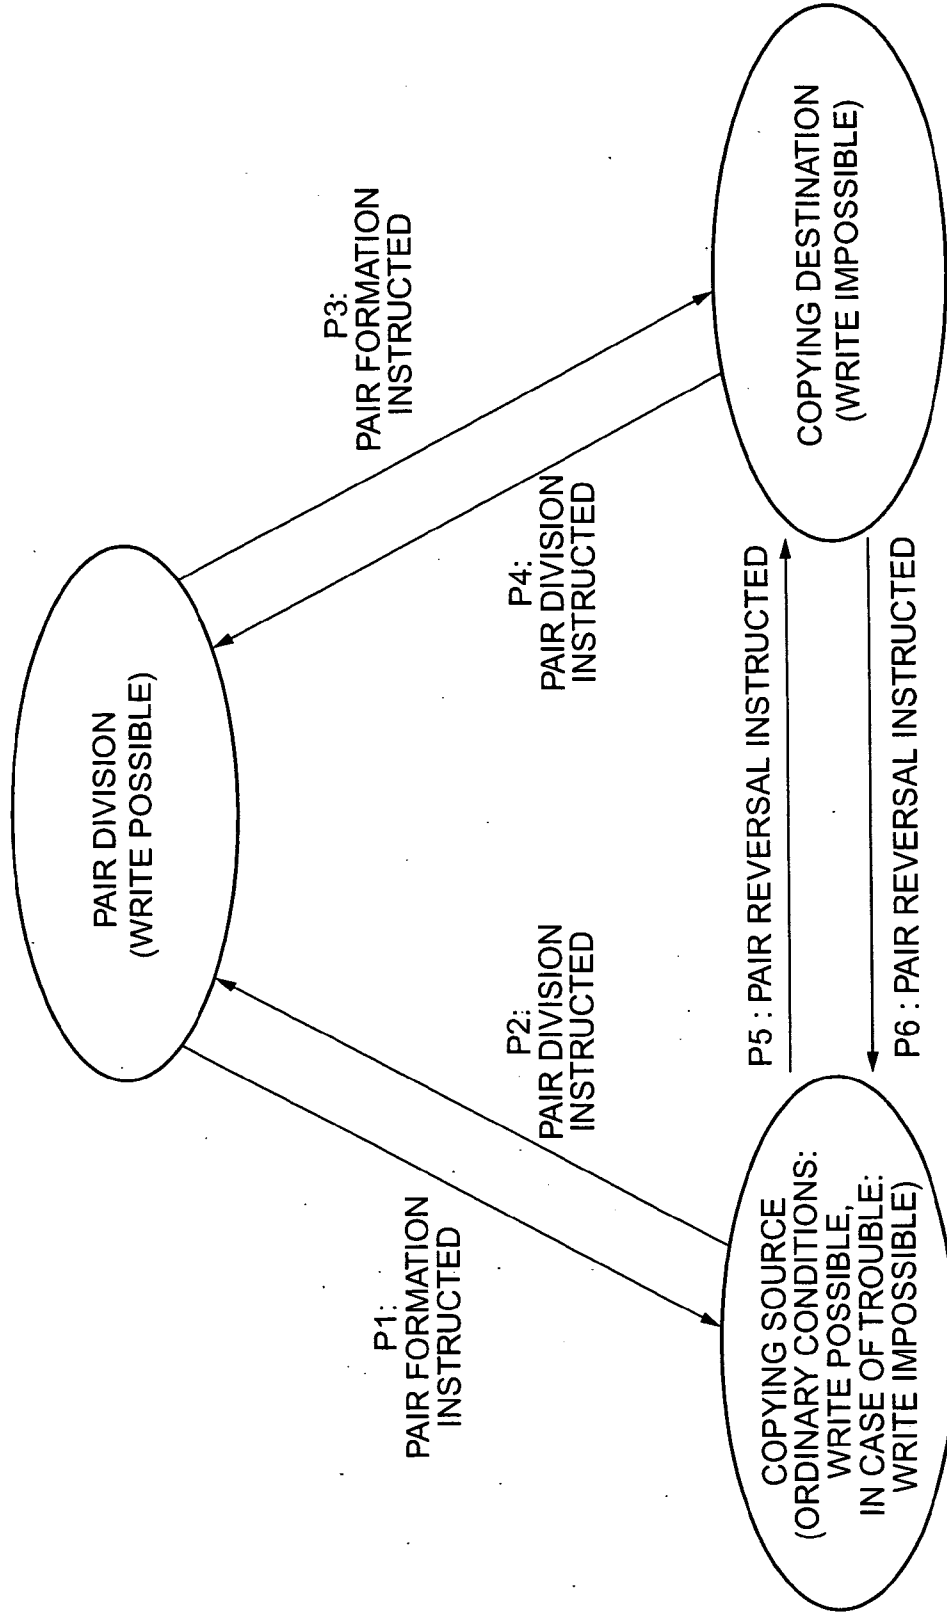 PAIR DIVISION
(WRITE POSSIBLE)
P1:
PAIR FORMATION
INSTRUCTED
P2:
PAIR DIVISION
INSTRUCTED
P3:
PAIR FORMATION
INSTRUCTED
P4:
PAIR DIVISION
INSTRUCTED
COPYING SOURCE
(ORDINARY CONDITIONS:
WRITE POSSIBLE,
IN CASE OF TROUBLE:
WRITE IMPOSSIBLE)
P5 : PAIR REVERSAL INSTRUCTED
P6 : PAIR REVERSAL INSTRUCTED
COPYING DESTINATION
(WRITE IMPOSSIBLE)